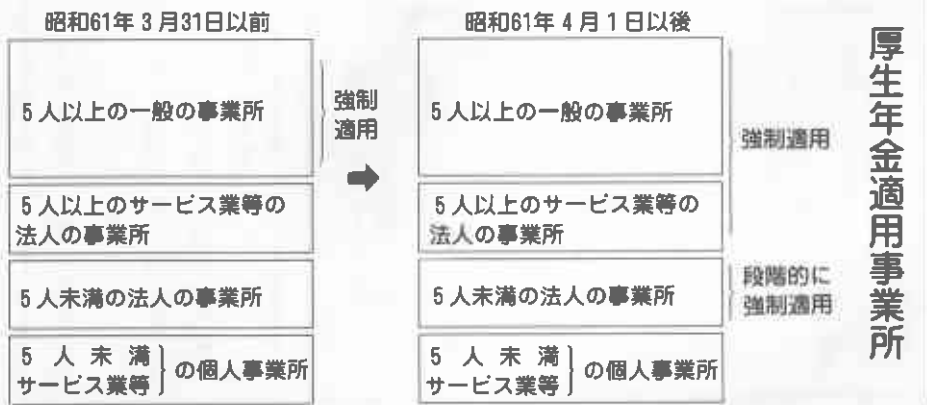 厚生年金適用事業所
昭和61年3月31日以前
5人以上の一般の事業所
強制
適用
5人以上のサービス業等の
法人の事業所
5人未満の法人の事業所
5人未満
サービス業等
の個人事業所
➡
昭和61年4月1日以後
5人以上の一般の事業所
5人以上のサービス業等の
法人の事業所
強制適用
5人未満の法人の事業所
段階的に
強制適用
5人未満
サービス業等
の個人事業所